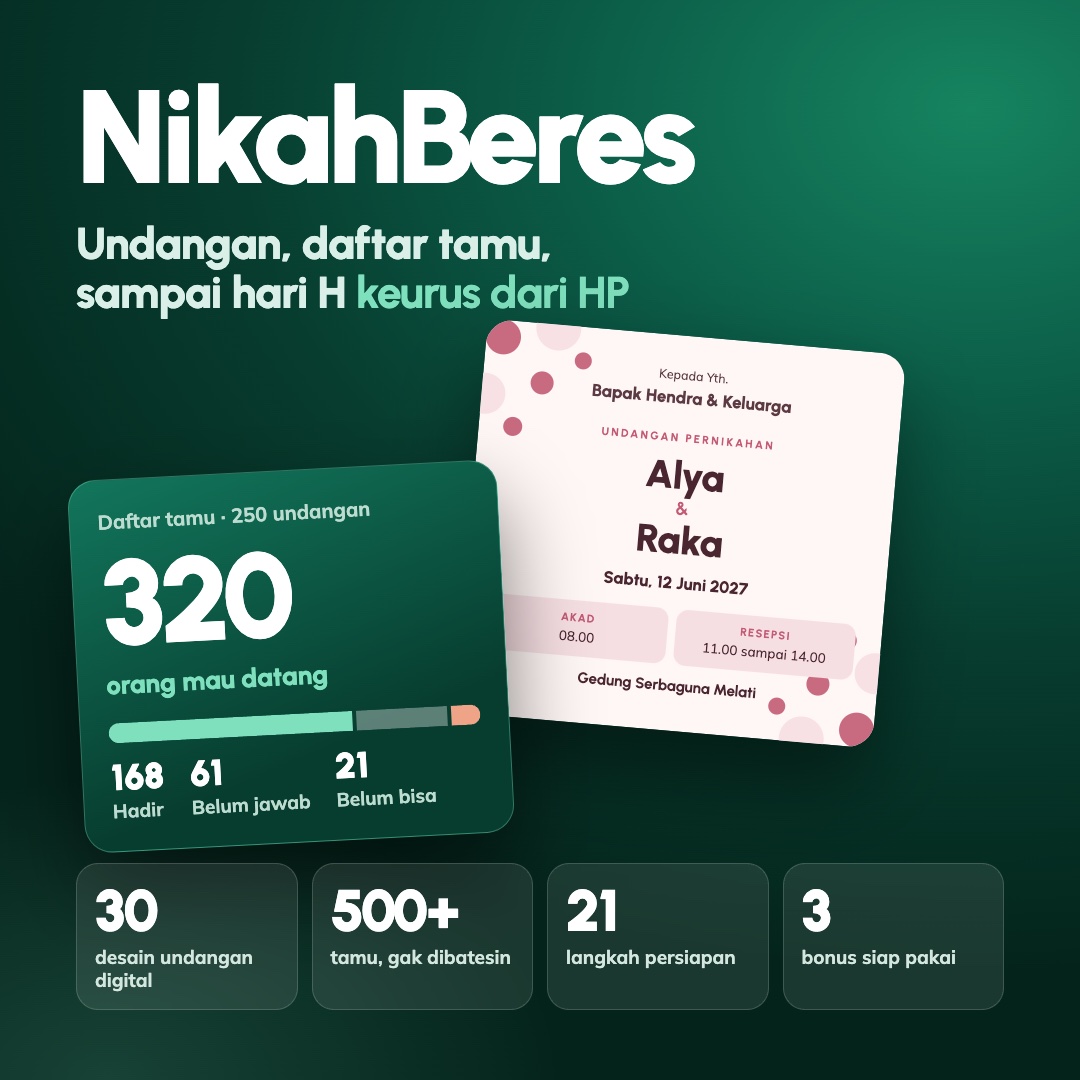 NikahBeres
Undangan, daftar tamu,
sampai hari H keurus dari HP
Kepada Yth.
Bapak Hendra & Keluarga
UNDANGAN PERNIKAHAN
Alya
&
Raka
Sabtu, 12 Juni 2027
AKAD
08.00
RESEPSI
11.00 sampai 14.00
Gedung Serbaguna Melati
Daftar tamu · 250 undangan
320
orang mau datang
168
Hadir
61
Belum jawab
21
Belum bisa
30
desain undangan
digital
500+
tamu, gak dibatesin
21
langkah persiapan
3
bonus siap pakai